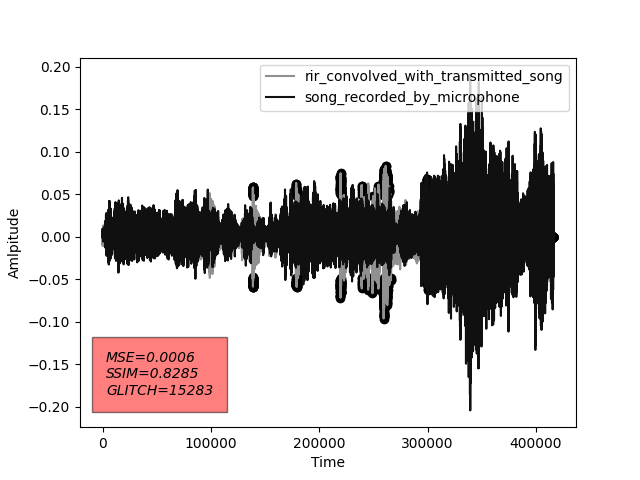 rir_convolved_with_transmitted_song
song_recorded_by_microphone
0.20
0.15
0.10
0.05
0.00
−0.05
−0.10
−0.15
−0.20
Amlpitude
MSE=0.0006
SSIM=0.8285
GLITCH=15283
0 100000 200000 300000 400000
Time